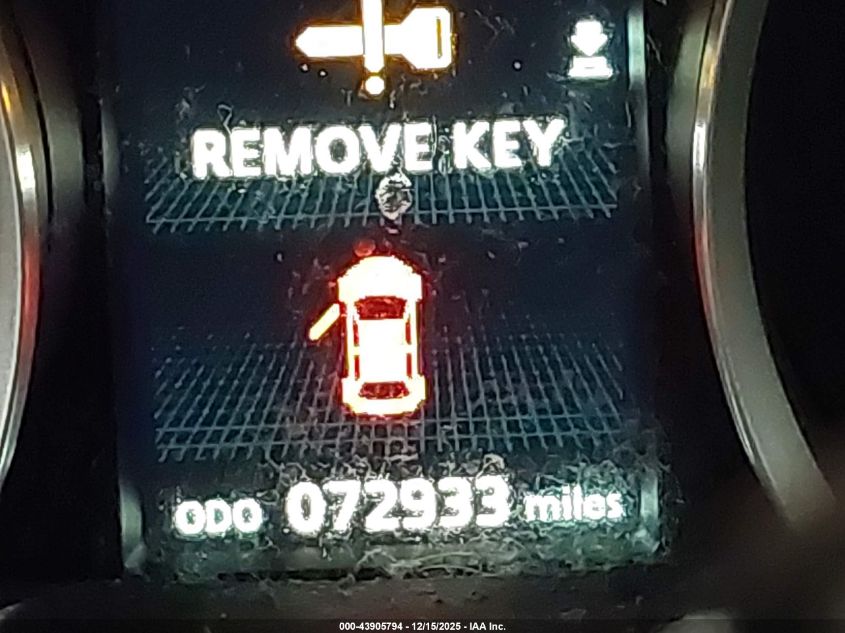 REMOVE KEY
ODO 072933 miles
000-43905794 - 12/15/2025 - IAA Inc.